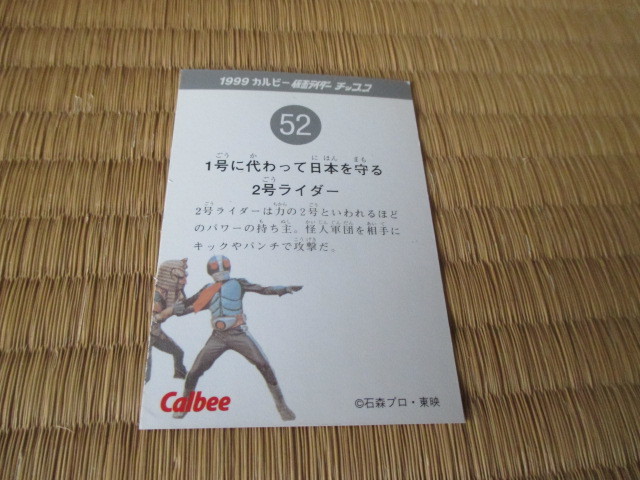 1999 カルビー 仮面ライダー チップス
52
1号に代わって日本を守る
2号ライダー
2号ライダーは力の2号といわれるほど
のパワーの持ち主。怪人軍団を相手に
キックやパンチで攻撃だ。
Calbee
©石森プロ・東映